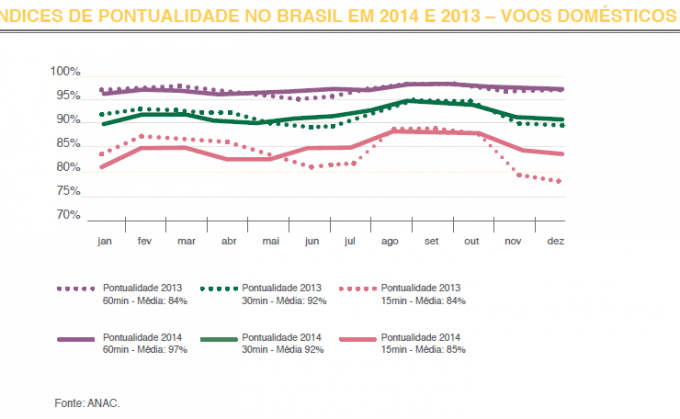 NDICES DE PONTUALIDADE NO BRASIL EM 2014 E 2013 – VOOS DOMÉSTICOS
100%
95%
90%
85%
80%
75%
70%
jan fev mar abr mai jun jul ago set out nov dez
Pontualidade 2013 Pontualidade 2013 Pontualidade 2013
60min - Média: 84% 30min - Média: 92% 15min - Média: 84%
Pontualidade 2014 Pontualidade 2014 Pontualidade 2014
60min - Média: 97% 30min - Média 92% 15min - Média: 85%
Fonte: ANAC.